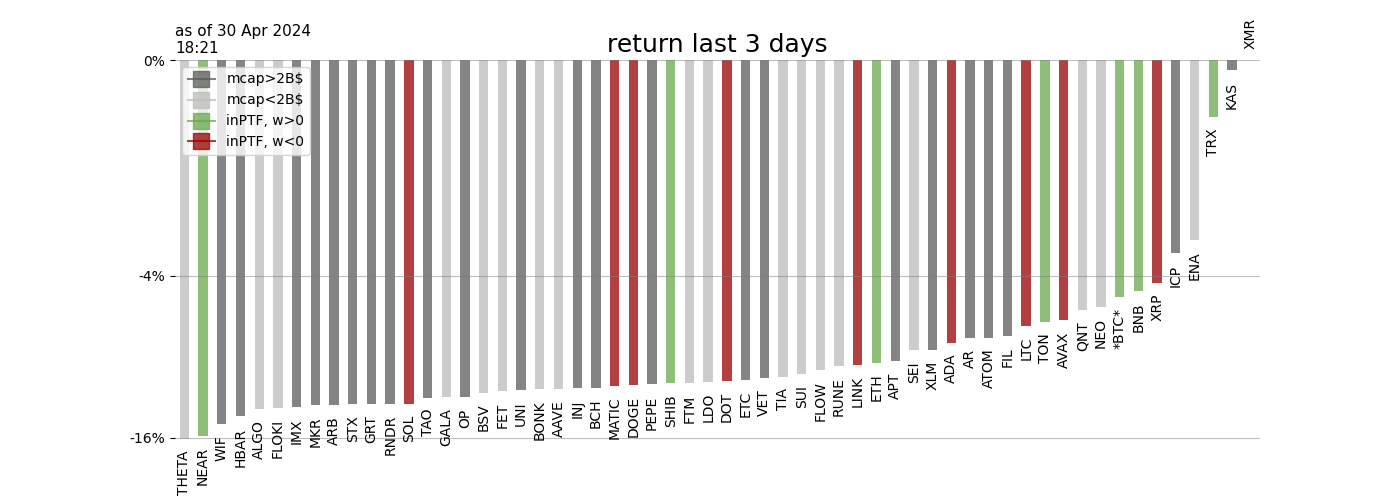 as of 30 Apr 2024
18:21
return last 3 days
XMR
0%
-4%
-16%
mcap>2B$
mcap<2B$
inPTF, w>0
inPTF, w<0
THETA
NEAR
WIF
HBAR
ALGO
FLOKI
IMX
MKR
ARB
STX
GRT
RNDR
SOL
TAO
GALA
OP
BSV
FET
UNI
BONK
AAVE
INJ
BCH
MATIC
DOGE
PEPE
SHIB
FTM
LDO
DOT
ETC
VET
TIA
SUI
FLOW
RUNE
LINK
ETH
APT
SEI
XLM
ADA
AR
ATOM
FIL
LTC
TON
AVAX
QNT
NEO
*BTC*
BNB
XRP
ICP
ENA
TRX
KAS